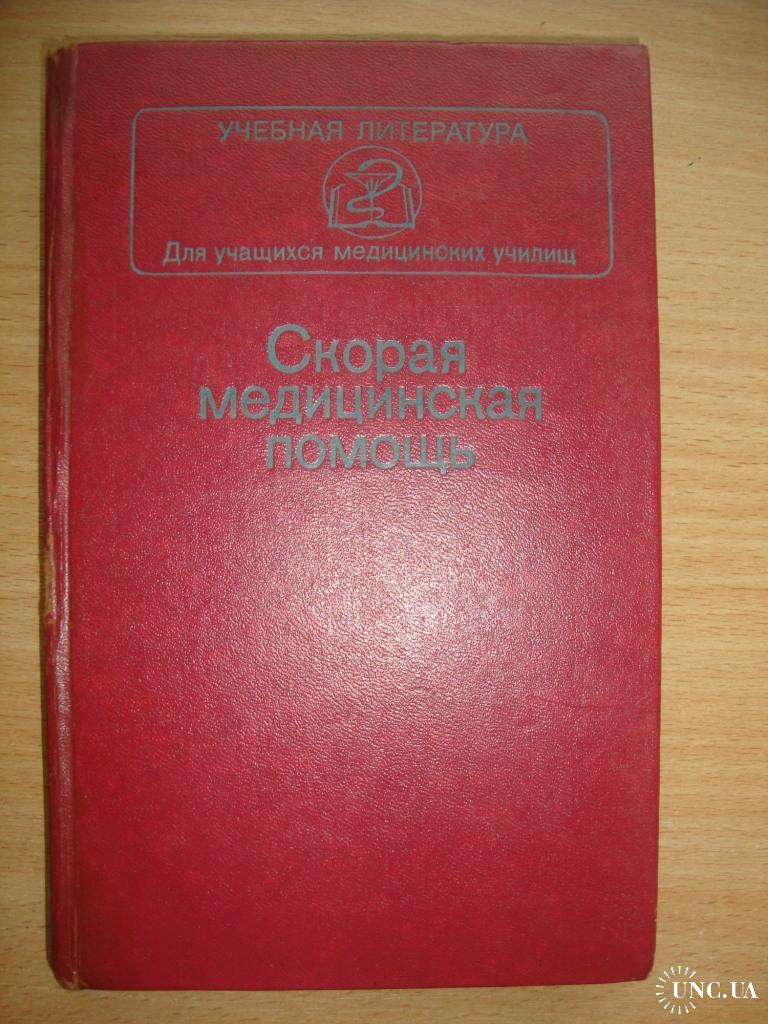 УЧЕБНАЯ ЛИТЕРАТУРА
Для учащихся медицинских училищ
Скорая
медицинская
помощь
UNC.UA